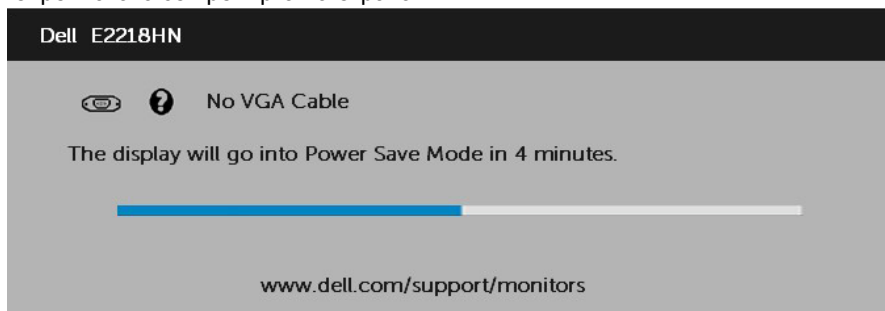 Dell E2218HN
No VGA Cable
The display will go into Power Save Mode in 4 minutes.
www.dell.com/support/monitors